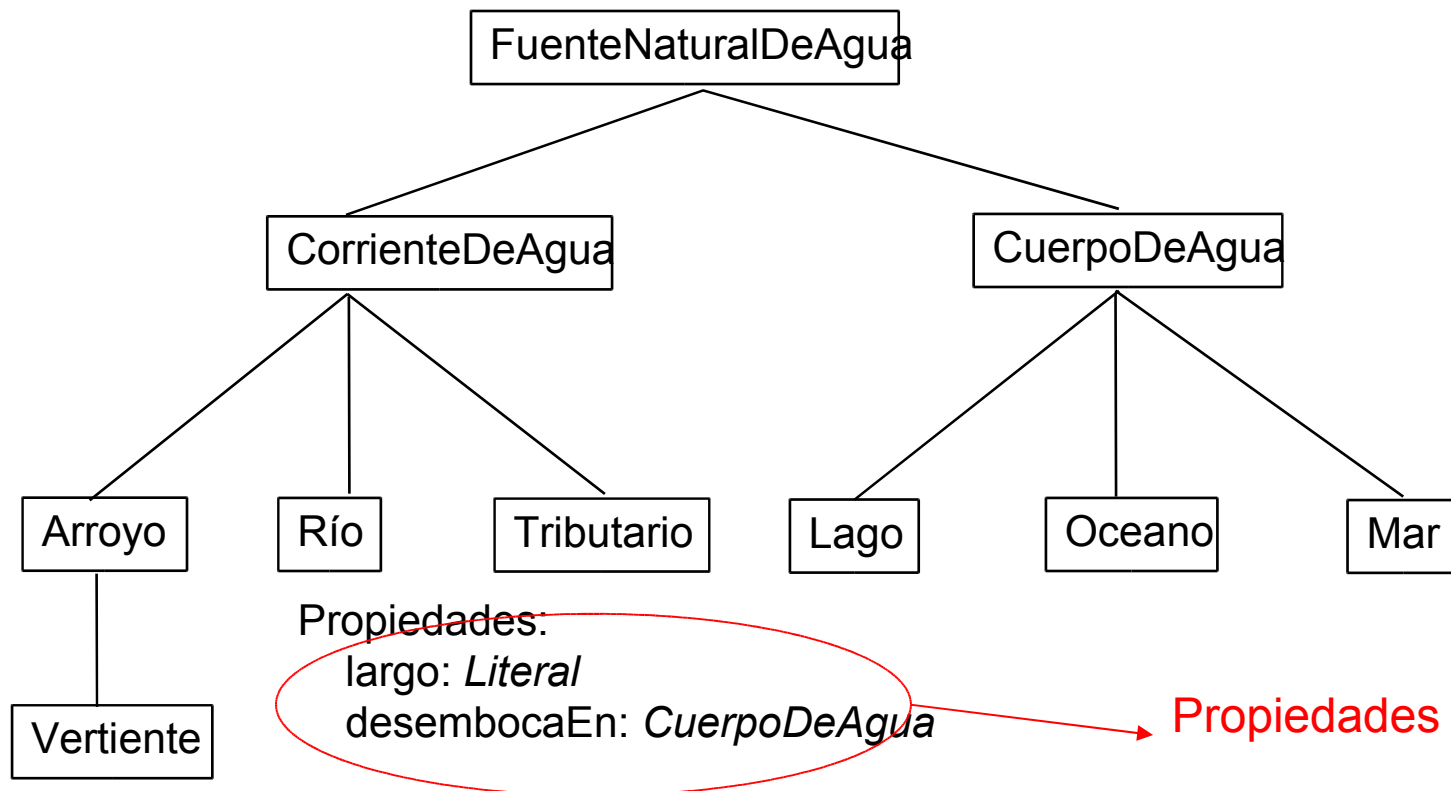 FuenteNaturalDeAgua
CorrienteDeAgua
CuerpoDeAgua
Arroyo
Río
Tributario
Lago
Oceano
Mar
Propiedades:
largo: Literal
desembocaEn: CuerpoDeAgua
Propiedades
Vertiente